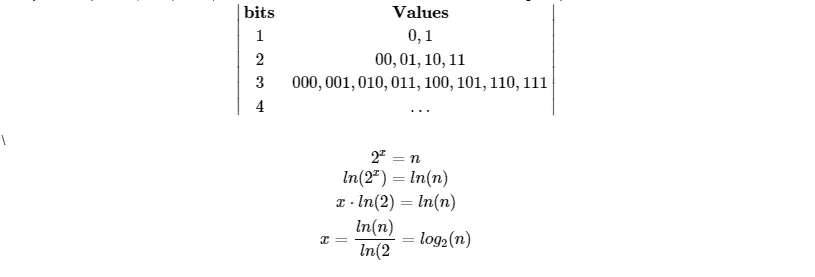 bits Values
1 0, 1
2 00, 01, 10, 11
3 000, 001, 010, 011, 100, 101, 110, 111
4 ...
\
2^x = n
ln(2^x) = ln(n)
x · ln(2) = ln(n)
x = ln(n)/ln(2 = log₂(n)